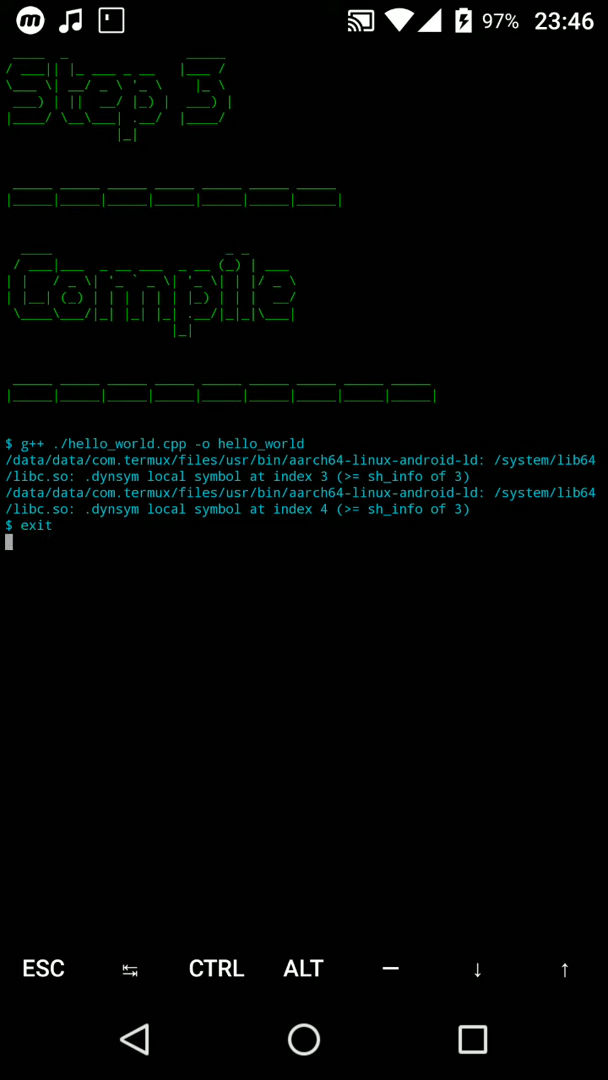 97% 23:46
Step 3
Compile
$ g++ ./hello_world.cpp -o hello_world
/data/data/com.termux/files/usr/bin/aarch64-linux-android-ld: /system/lib64
/libc.so: .dynsym local symbol at index 3 (>= sh_info of 3)
/data/data/com.termux/files/usr/bin/aarch64-linux-android-ld: /system/lib64
/libc.so: .dynsym local symbol at index 4 (>= sh_info of 3)
$ exit
ESC ↹ CTRL ALT — ↓ ↑